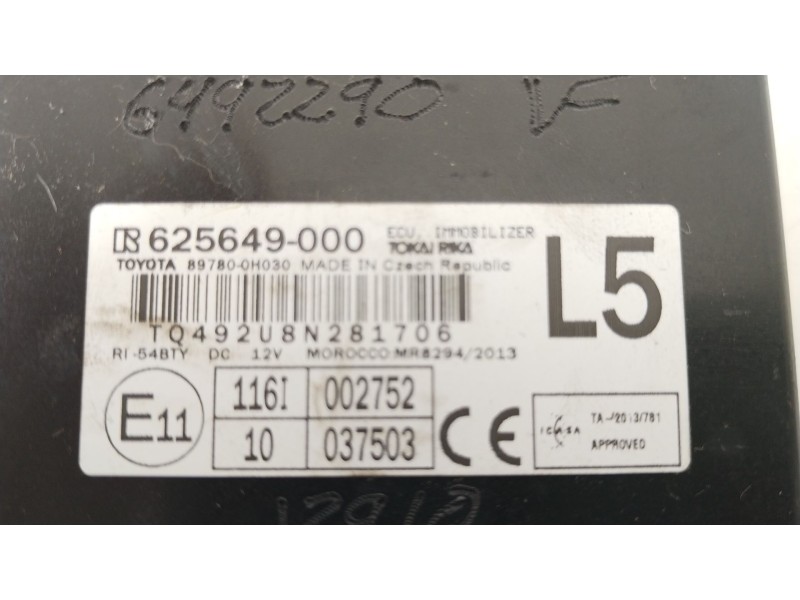 6492290 VF
625649-000 ECU, IMMOBILIZER
TOKAI RIKA
TOYOTA 89780-0H030 MADE IN Czech Republic
L5
TQ492U8N281706
RI-54BTY DC 12V MOROCCO MR8294/2013
E11
116I 002752
10 037503
CE
ICASA
TA-/2013/781
APPROVED